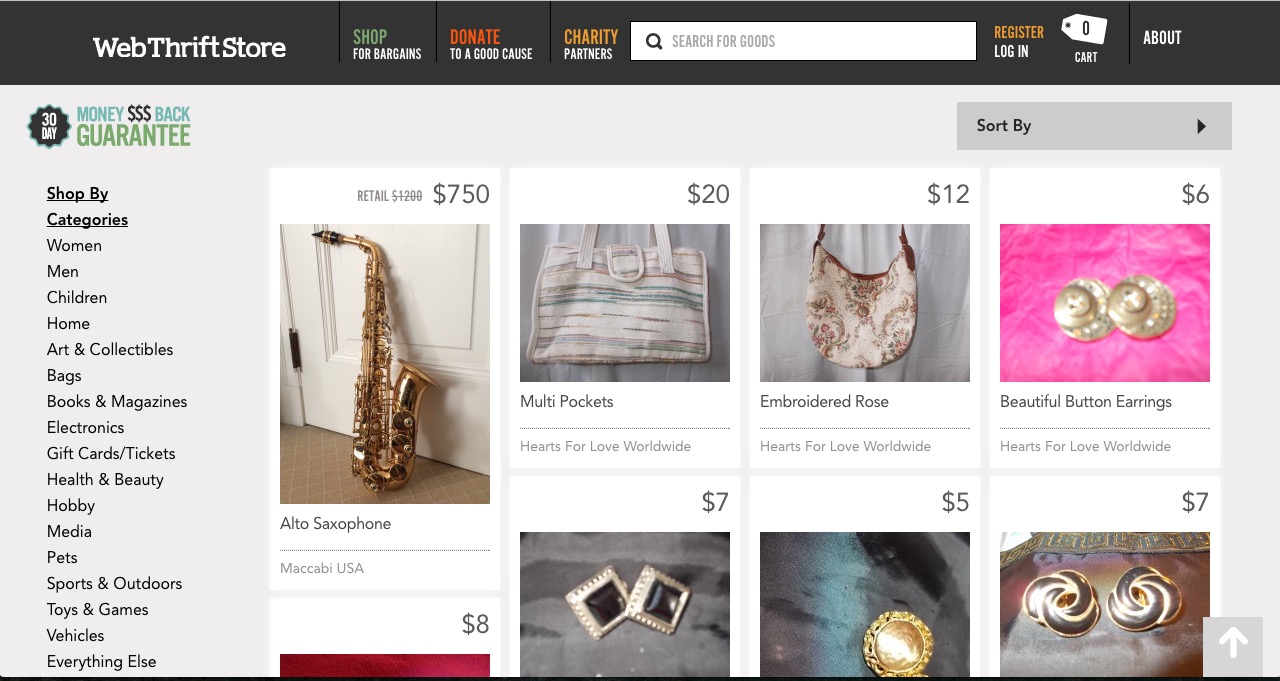 WebThriftStore
SHOP
FOR BARGAINS
DONATE
TO A GOOD CAUSE
CHARITY
PARTNERS
SEARCH FOR GOODS
REGISTER
LOG IN
0
CART
ABOUT
30
DAY
MONEY $$$ BACK
GUARANTEE
Sort By
Shop By
Categories
Women
Men
Children
Home
Art & Collectibles
Bags
Books & Magazines
Electronics
Gift Cards/Tickets
Health & Beauty
Hobby
Media
Pets
Sports & Outdoors
Toys & Games
Vehicles
Everything Else
RETAIL $1200 $750
Alto Saxophone
Maccabi USA
$20
Multi Pockets
Hearts For Love Worldwide
$12
Embroidered Rose
Hearts For Love Worldwide
$6
Beautiful Button Earrings
Hearts For Love Worldwide
$8
$7
$5
$7